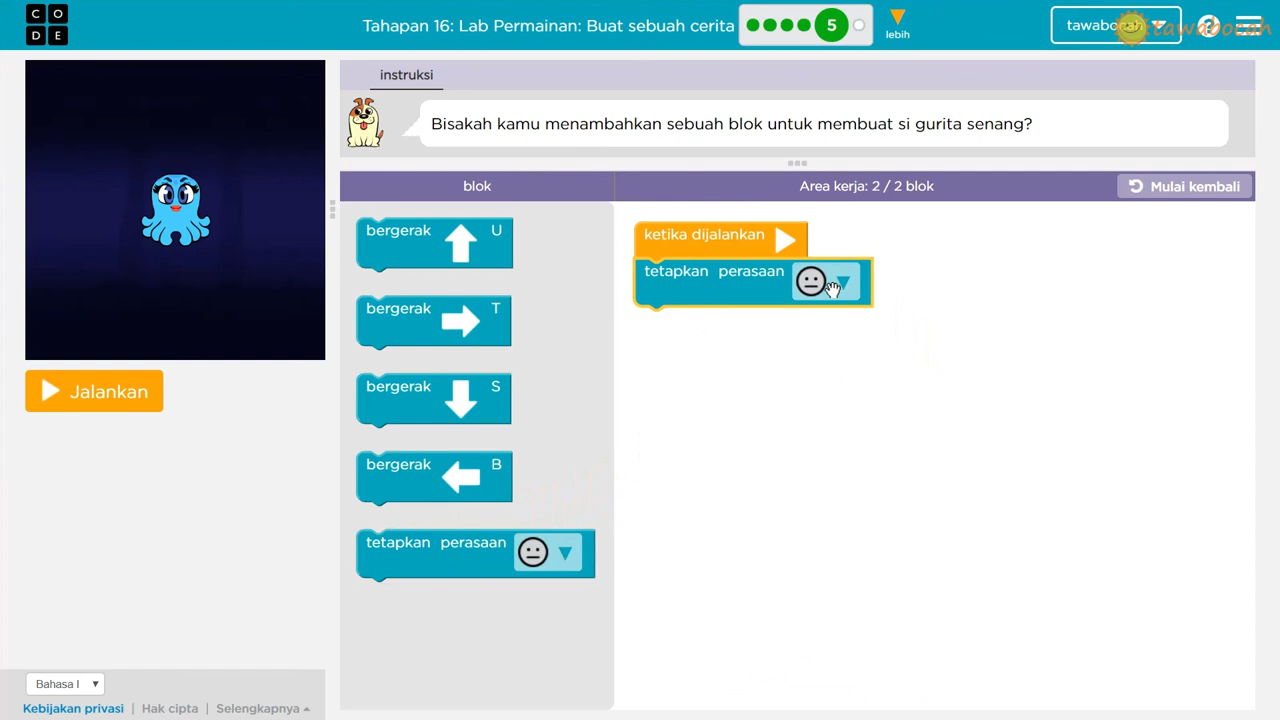 C O
D E
Tahapan 16: Lab Permainan: Buat sebuah cerita
5
lebih
tawabocah
?
tawabocah
instruksi
Bisakah kamu menambahkan sebuah blok untuk membuat si gurita senang?
blok
Area kerja: 2 / 2 blok
Mulai kembali
bergerak U
bergerak T
bergerak S
bergerak B
tetapkan perasaan
ketika dijalankan
tetapkan perasaan
Jalankan
Bahasa I
Kebijakan privasi | Hak cipta | Selengkapnya